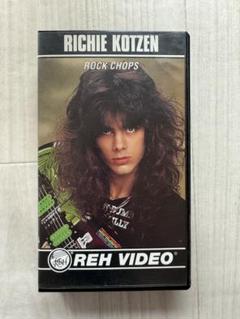 RICHIE KOTZEN
ROCK CHOPS
REH VIDEO®